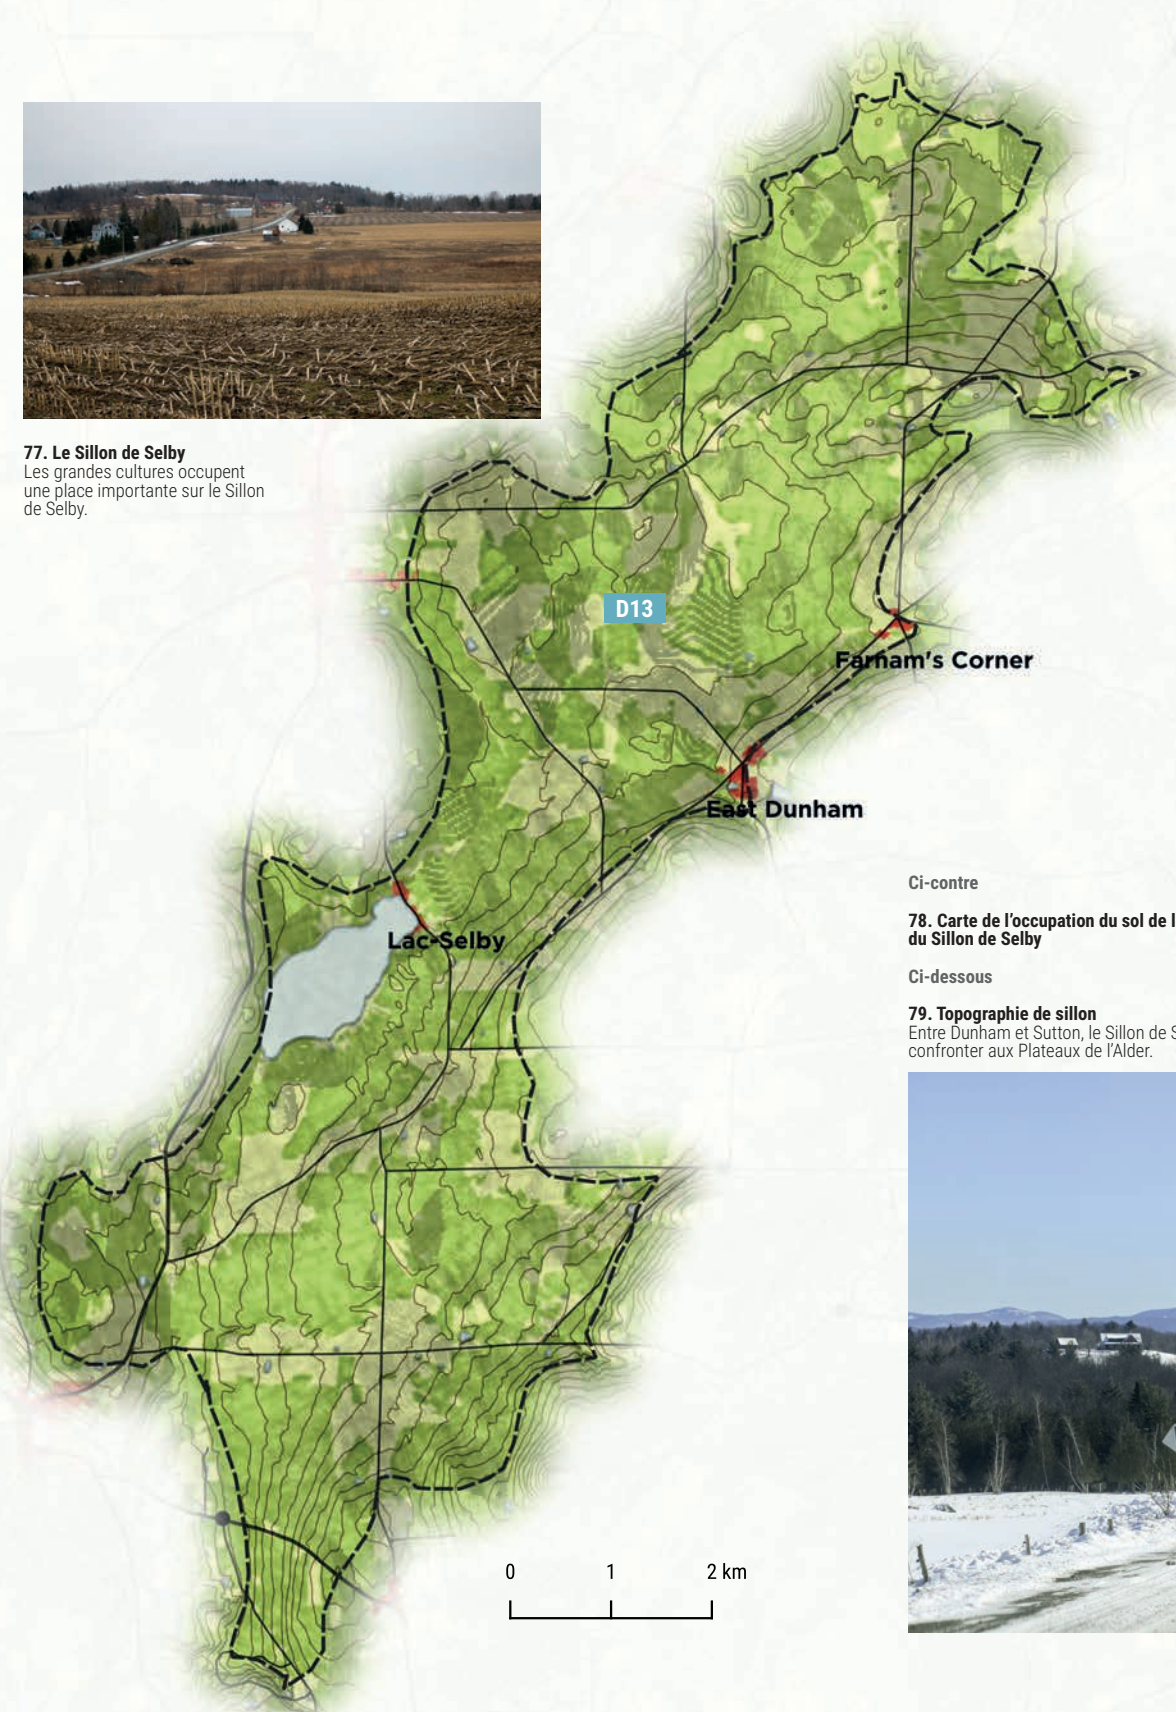 77. Le Sillon de Selby
Les grandes cultures occupent
une place importante sur le Sillon
de Selby.
D13
Farnam's Corner
East Dunham
Lac-Selby
Ci-contre
78. Carte de l'occupation du sol de l
du Sillon de Selby
Ci-dessous
79. Topographie de sillon
Entre Dunham et Sutton, le Sillon de S
confronter aux Plateaux de l'Alder.
0 1 2 km